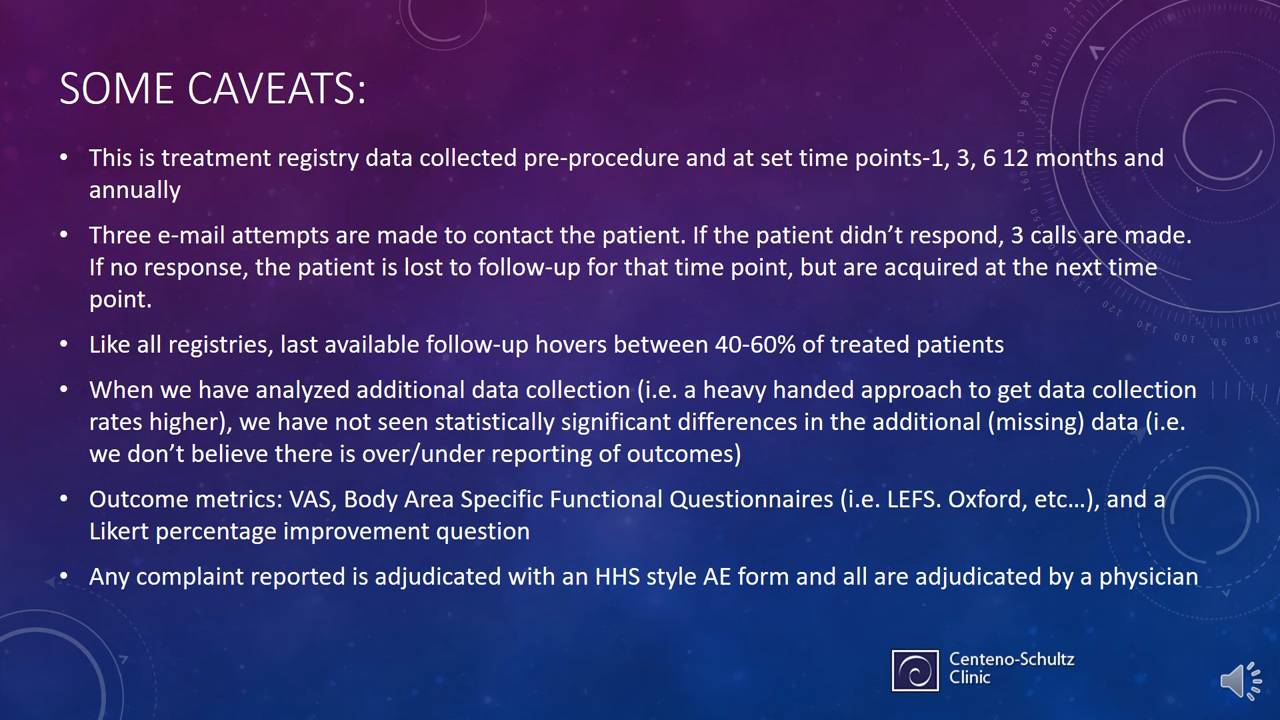 SOME CAVEATS:
• This is treatment registry data collected pre-procedure and at set time points-1, 3, 6 12 months and
annually
• Three e-mail attempts are made to contact the patient. If the patient didn’t respond, 3 calls are made.
If no response, the patient is lost to follow-up for that time point, but are acquired at the next time
point.
• Like all registries, last available follow-up hovers between 40-60% of treated patients
• When we have analyzed additional data collection (i.e. a heavy handed approach to get data collection
rates higher), we have not seen statistically significant differences in the additional (missing) data (i.e.
we don’t believe there is over/under reporting of outcomes)
• Outcome metrics: VAS, Body Area Specific Functional Questionnaires (i.e. LEFS. Oxford, etc…), and a
Likert percentage improvement question
• Any complaint reported is adjudicated with an HHS style AE form and all are adjudicated by a physician
Centeno-Schultz
Clinic